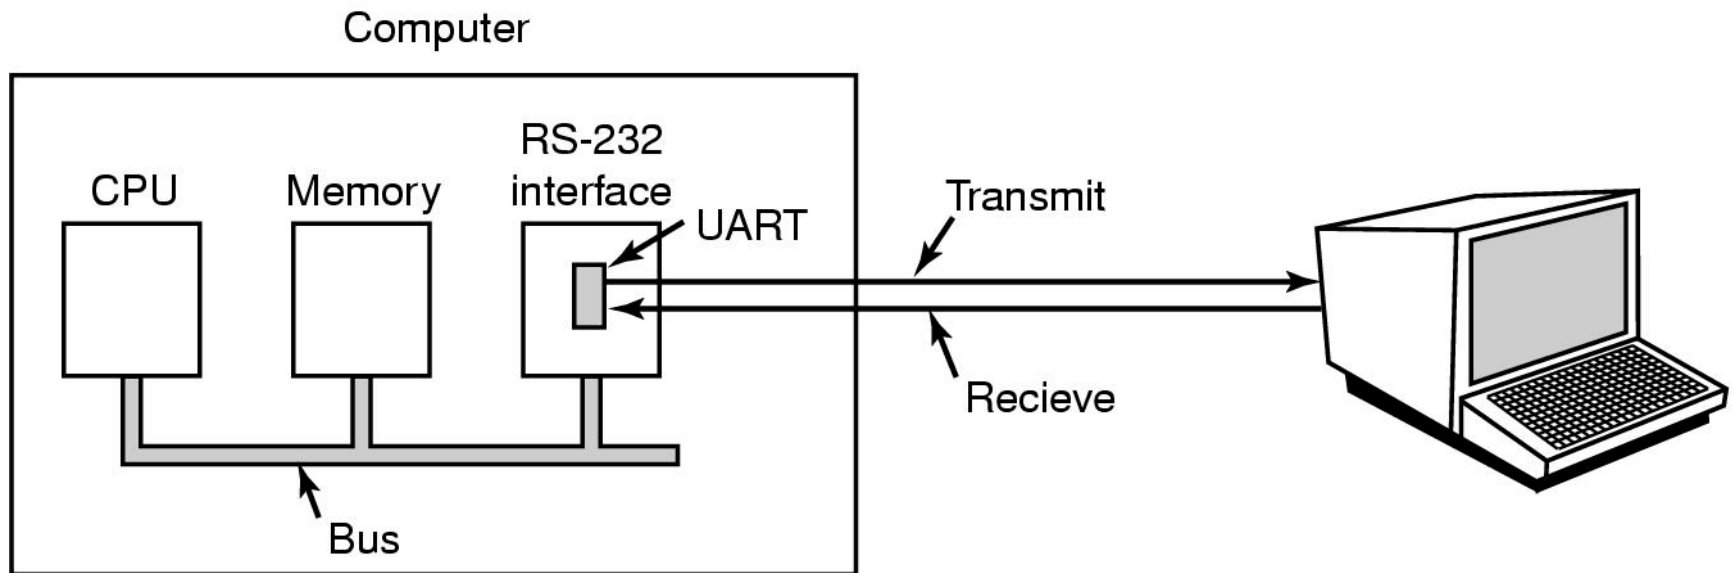 Computer
RS-232
CPU Memory interface
UART
Transmit
Recieve
Bus